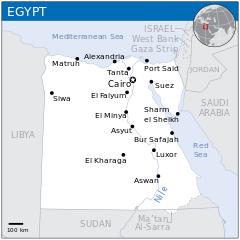 EGYPT
Mediterranean Sea
ISRAEL
West Bank
Gaza Strip
Alexandria
Matruh
Port Said
Tanta
Cairo
JORDAN
Suez
El Faiyum
Siwa
SAUDI
ARABIA
Sharm
el Sheikh
El Minya
LIBYA
Asyut
Bur Safajah
Red
Sea
El Kharaga
Luxor
Aswan
Nile
Ma'tan
Al-Sarra
SUDAN
100 km